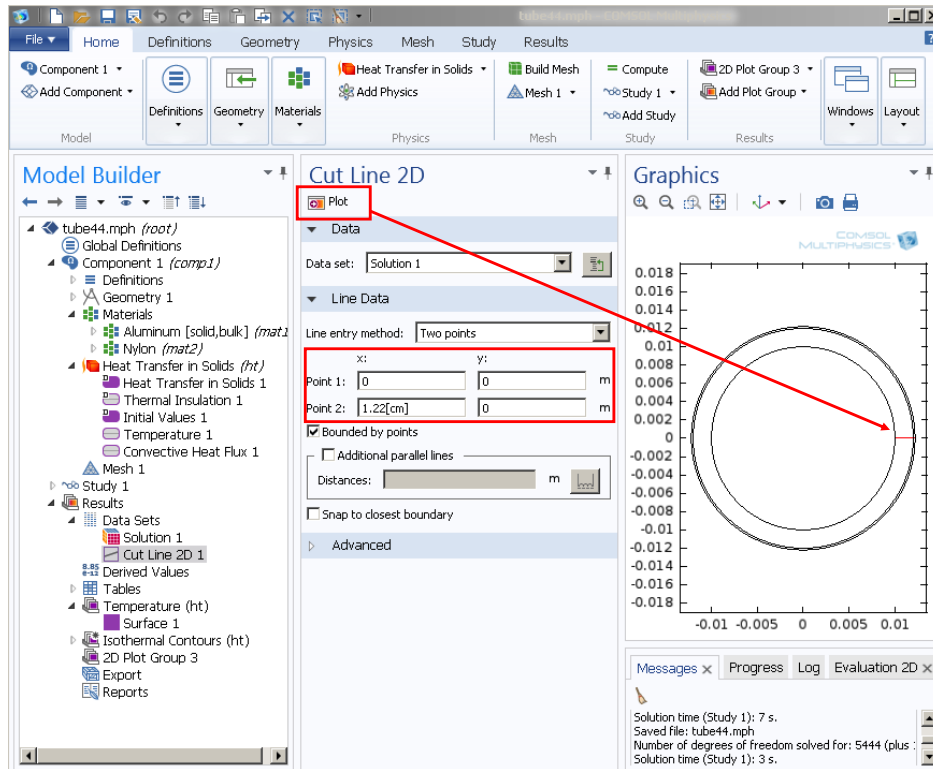 tube44.mph
File Home Definitions Geometry Physics Mesh Study Results
Component 1
Add Component
Model
Definitions
Geometry
Materials
Heat Transfer in Solids
Add Physics
Physics
Build Mesh
Mesh 1
Mesh
= Compute
Study 1
Add Study
Study
2D Plot Group 3
Add Plot Group
Results
Windows
Layout
Model Builder
tube44.mph (root)
Global Definitions
Component 1 (comp1)
Definitions
Geometry 1
Materials
Aluminum [solid,bulk] (mat1
Nylon (mat2)
Heat Transfer in Solids (ht)
Heat Transfer in Solids 1
Thermal Insulation 1
Initial Values 1
Temperature 1
Convective Heat Flux 1
Mesh 1
Study 1
Results
Data Sets
Solution 1
Cut Line 2D 1
8.85
e-12
Derived Values
Tables
Temperature (ht)
Surface 1
Isothermal Contours (ht)
2D Plot Group 3
Export
Reports
Cut Line 2D
Plot
Data
Data set: Solution 1
Line Data
Line entry method: Two points
x: y:
Point 1: 0 0 m
Point 2: 1.22[cm] 0 m
Bounded by points
Additional parallel lines
Distances: m
Snap to closest boundary
Advanced
Graphics
COMSOL
MULTIPHYSICS
0.018
0.016
0.014
0.012
0.01
0.008
0.006
0.004
0.002
0
-0.002
-0.004
-0.006
-0.008
-0.01
-0.012
-0.014
-0.016
-0.018
-0.01 -0.005 0 0.005 0.01
Messages Progress Log Evaluation 2D
Solution time (Study 1): 7 s.
Saved file: tube44.mph
Number of degrees of freedom solved for: 5444 (plus
Solution time (Study 1): 3 s.